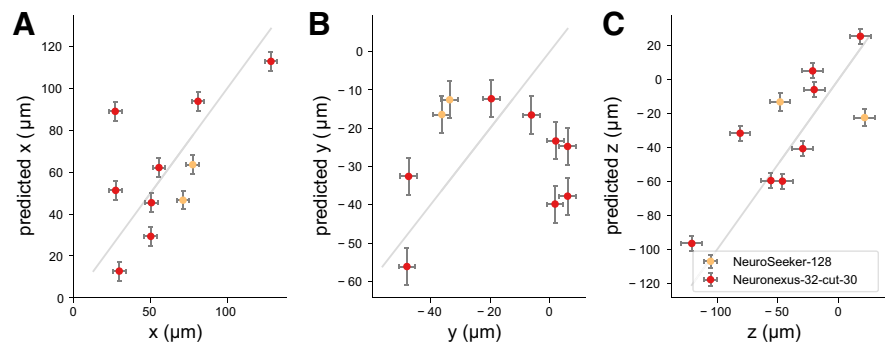 A
B
C
120
100
80
60
40
20
0
0
50
100
predicted x (μm)
x (μm)
0
−10
−20
−30
−40
−50
−60
−40
−20
0
predicted y (μm)
y (μm)
20
0
−20
−40
−60
−80
−100
−120
−100
−50
0
predicted z (μm)
z (μm)
NeuroSeeker-128
Neuronexus-32-cut-30